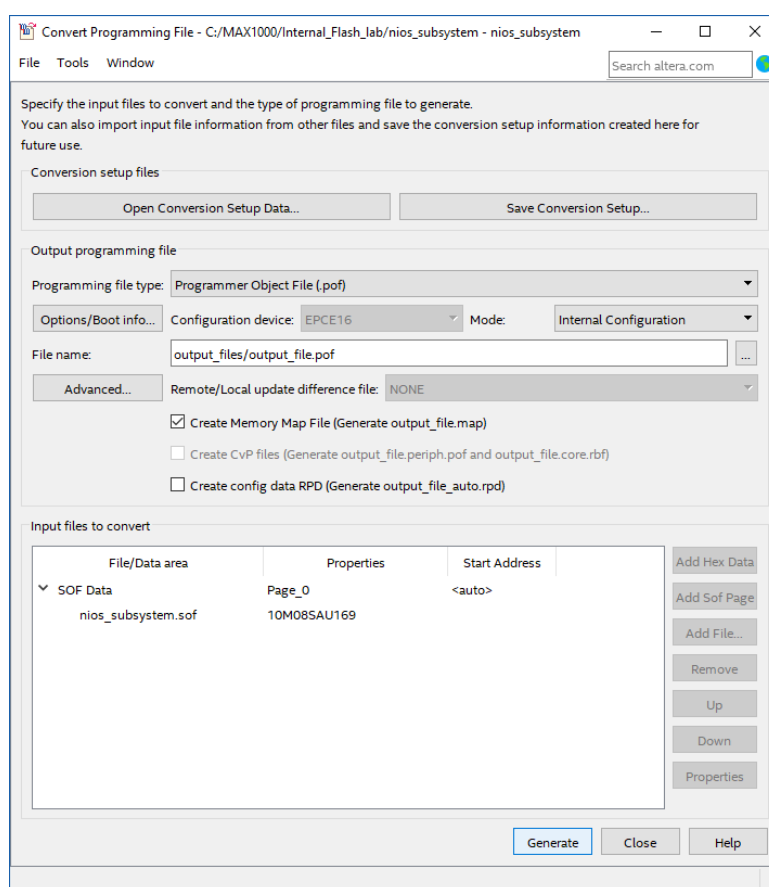 Convert Programming File - C:/MAX1000/Internal_Flash_lab/nios_subsystem - nios_subsystem
File Tools Window Search altera.com
Specify the input files to convert and the type of programming file to generate.
You can also import input file information from other files and save the conversion setup information created here for
future use.
Conversion setup files
Open Conversion Setup Data... Save Conversion Setup...
Output programming file
Programming file type: Programmer Object File (.pof)
Options/Boot info... Configuration device: EPCE16 Mode: Internal Configuration
File name: output_files/output_file.pof ...
Advanced... Remote/Local update difference file: NONE
Create Memory Map File (Generate output_file.map)
Create CvP files (Generate output_file.periph.pof and output_file.core.rbf)
Create config data RPD (Generate output_file_auto.rpd)
Input files to convert
File/Data area Properties Start Address Add Hex Data
SOF Data Page_0 <auto> Add Sof Page
nios_subsystem.sof 10M08SAU169
Add File...
Remove
Up
Down
Properties
Generate Close Help